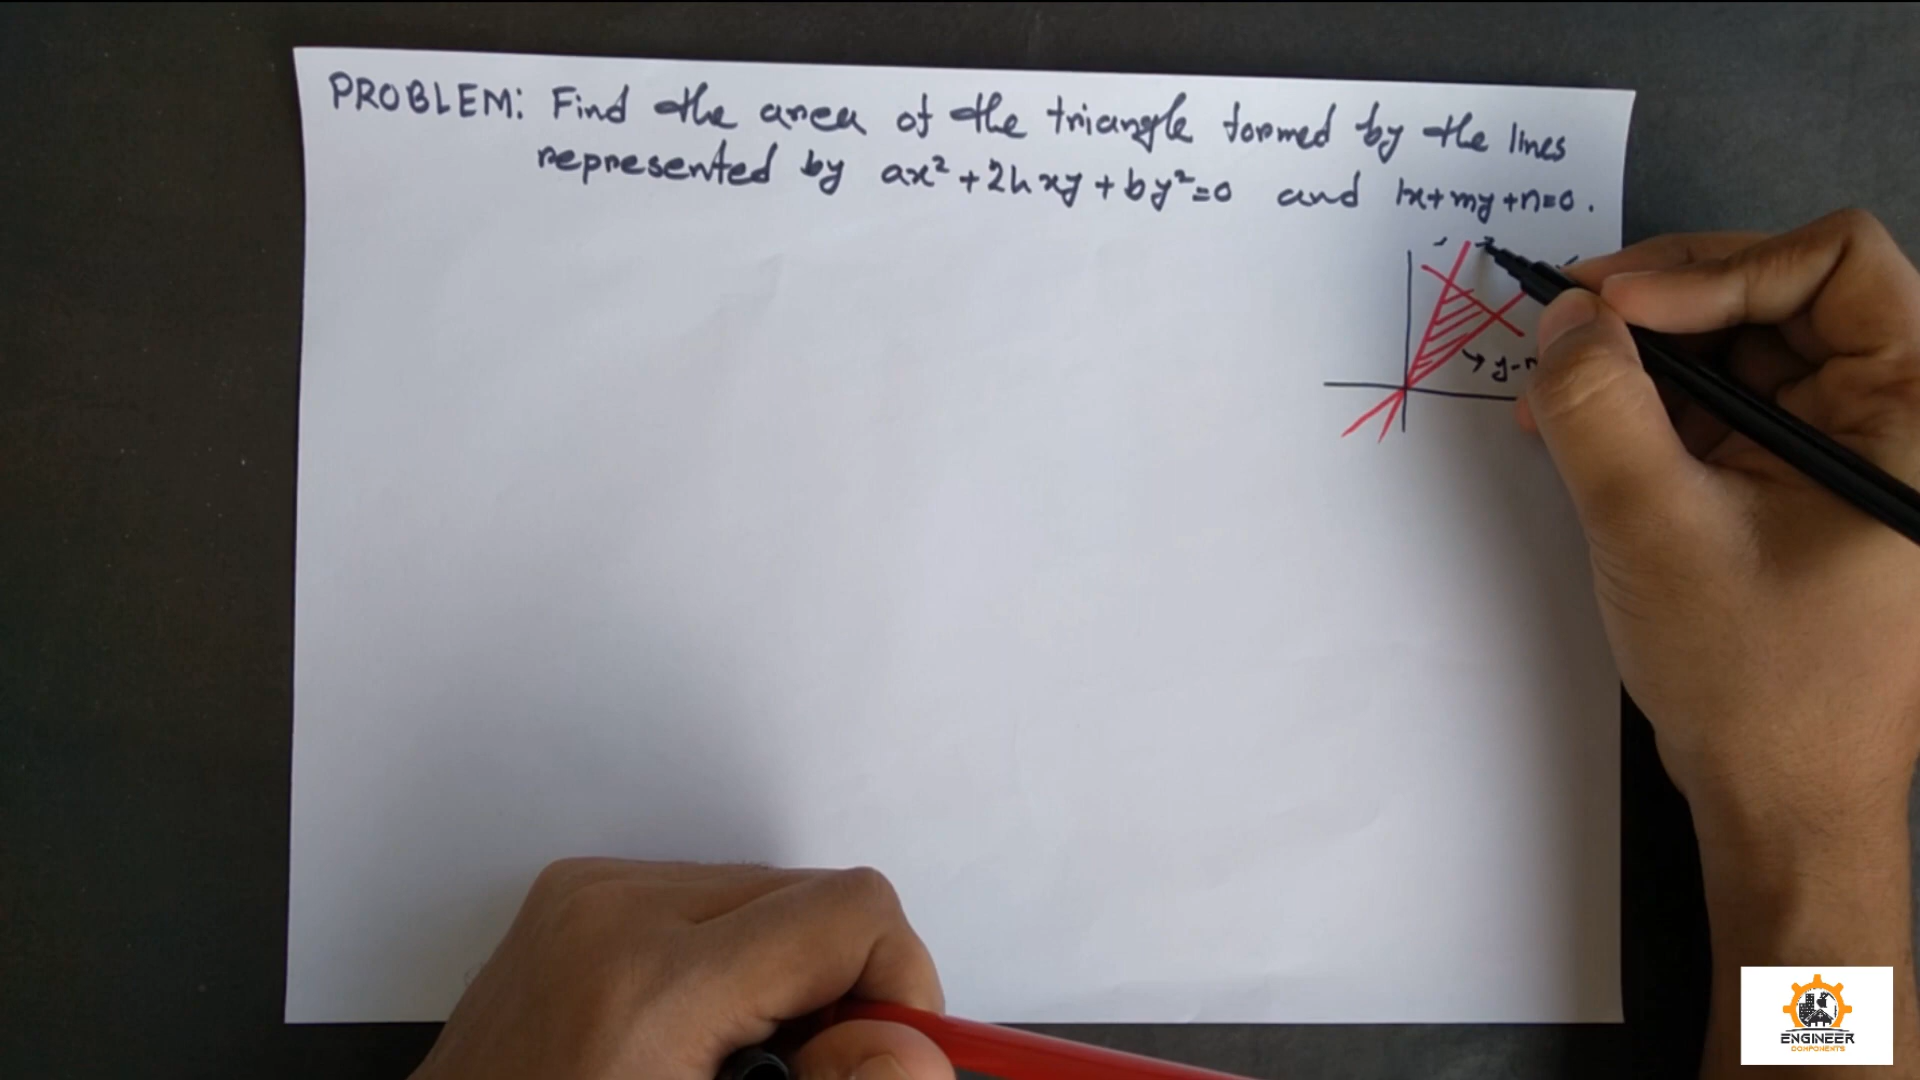 PROBLEM: Find the area of the triangle formed by the lines
represented by ax²+2hxy+by²=0 and lx+my+n=0.
ENGINEER
COMPONENTS